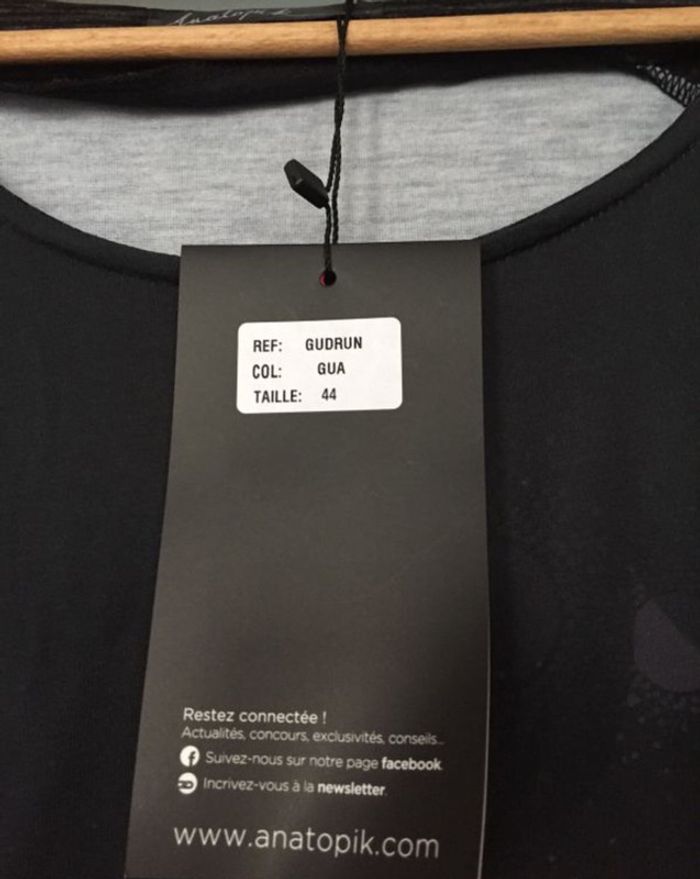 Anatopik
REF: GUDRUN
COL: GUA
TAILLE: 44
Restez connectée !
Actualités, concours, exclusivités, conseils...
Suivez-nous sur notre page facebook.
Incrivez-vous à la newsletter.
www.anatopik.com